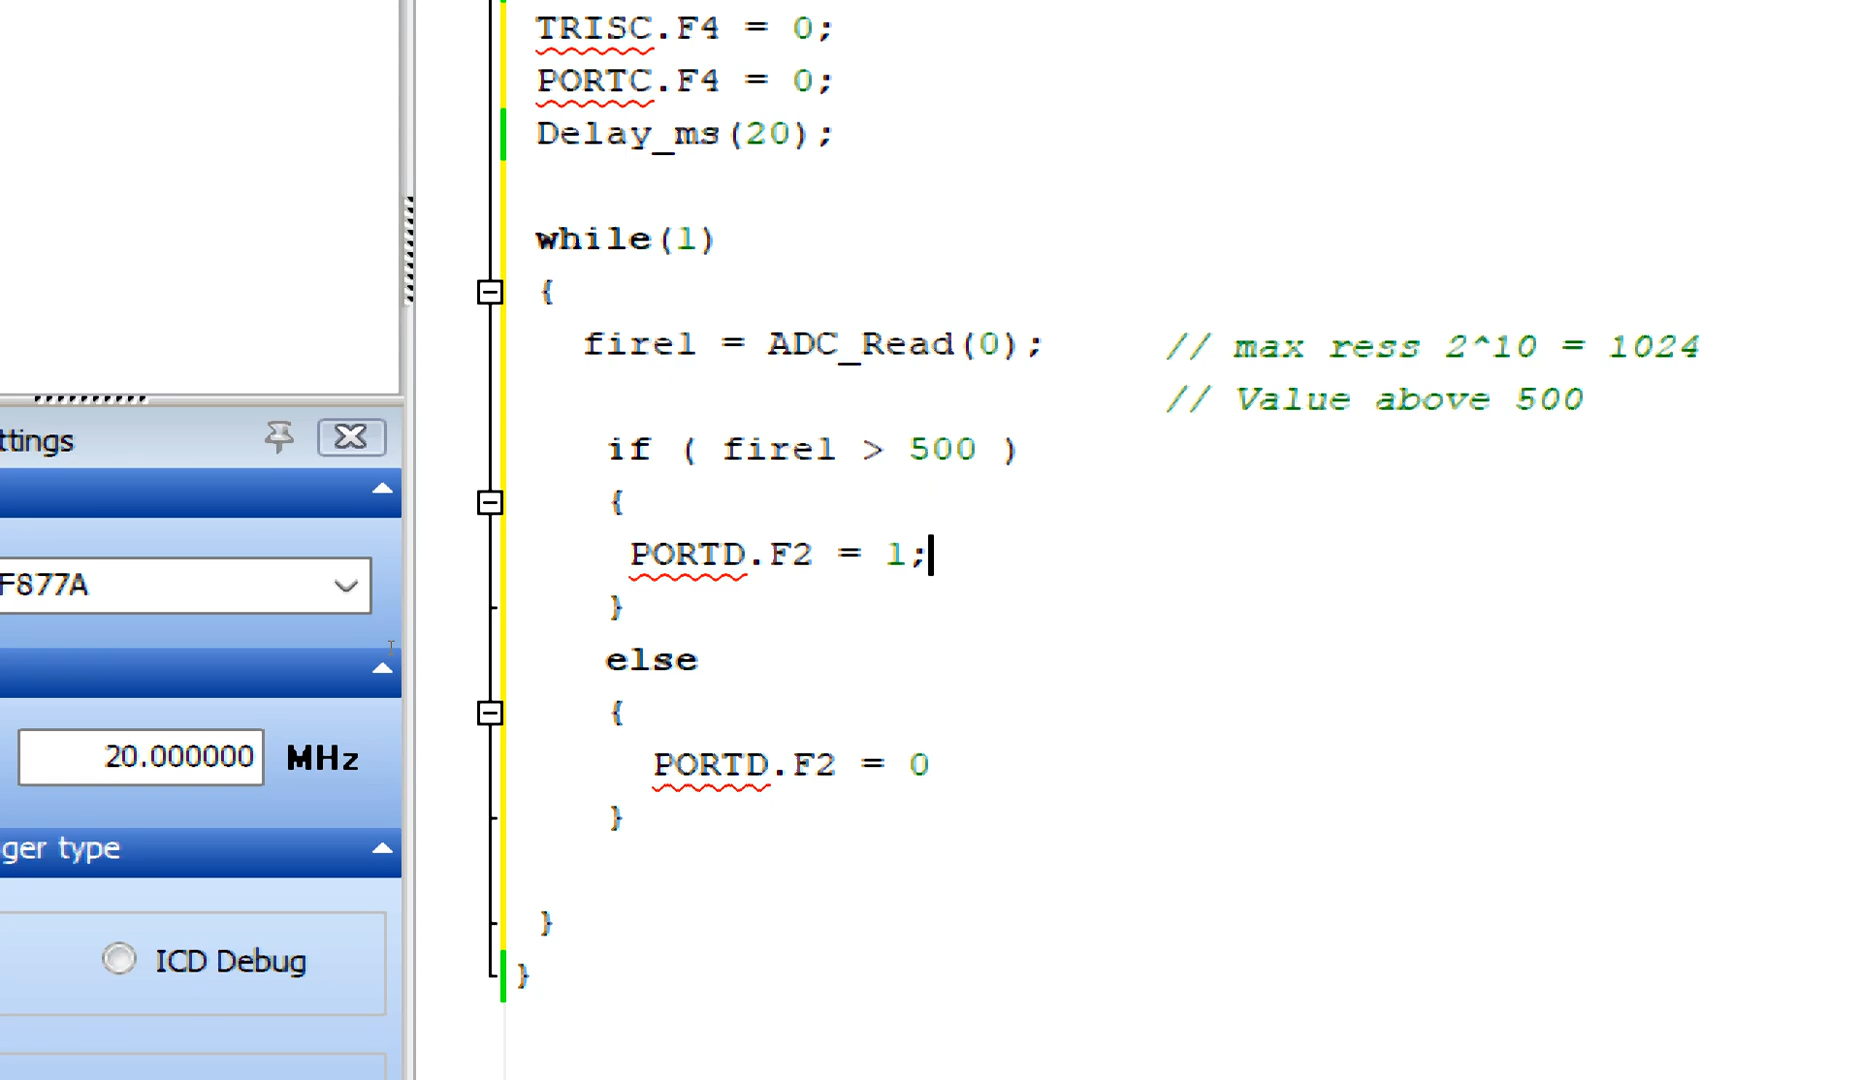 TRISC.F4 = 0;
PORTC.F4 = 0;
Delay_ms(20);
while(1)
{
fire1 = ADC_Read(0); // max ress 2^10 = 1024
// Value above 500
if ( fire1 > 500 )
{
PORTD.F2 = 1;
}
else
{
PORTD.F2 = 0
}
}
}
ttings
F877A
20.000000 MHz
ger type
ICD Debug